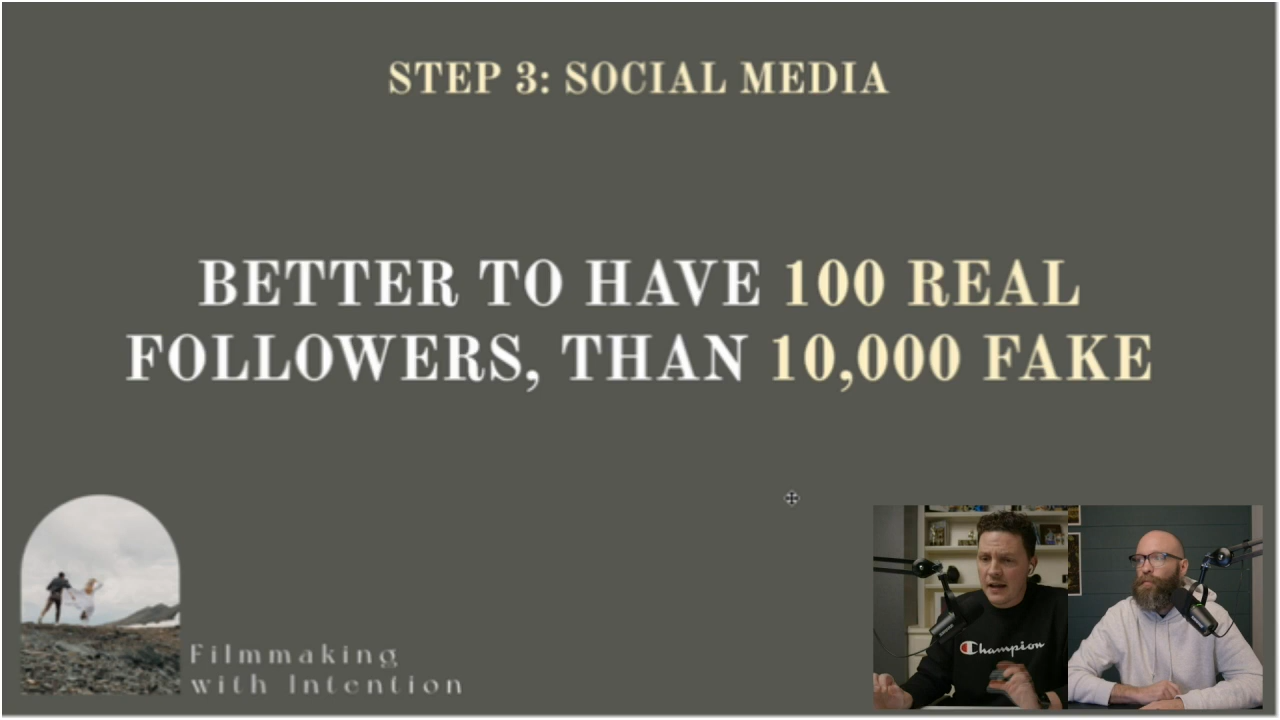 STEP 3: SOCIAL MEDIA
BETTER TO HAVE 100 REAL
FOLLOWERS, THAN 10,000 FAKE
Filmmaking
with Intention
Champion